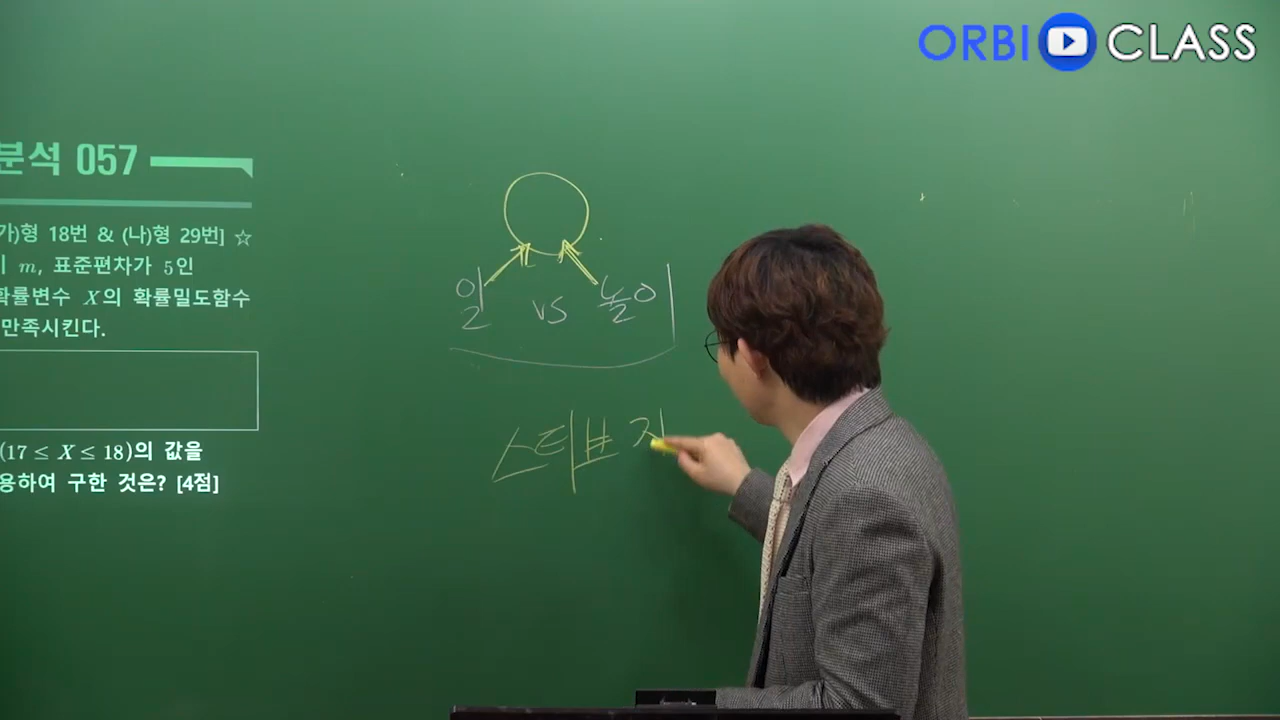 ORBI CLASS
분석 057
가)형 18번 & (나)형 29번] ☆
m, 표준편차가 5인
확률변수 X의 확률밀도함수
만족시킨다.
(17 ≤ X ≤ 18)의 값을
용하여 구한 것은? [4점]
일 vs 놀이
스티브 지